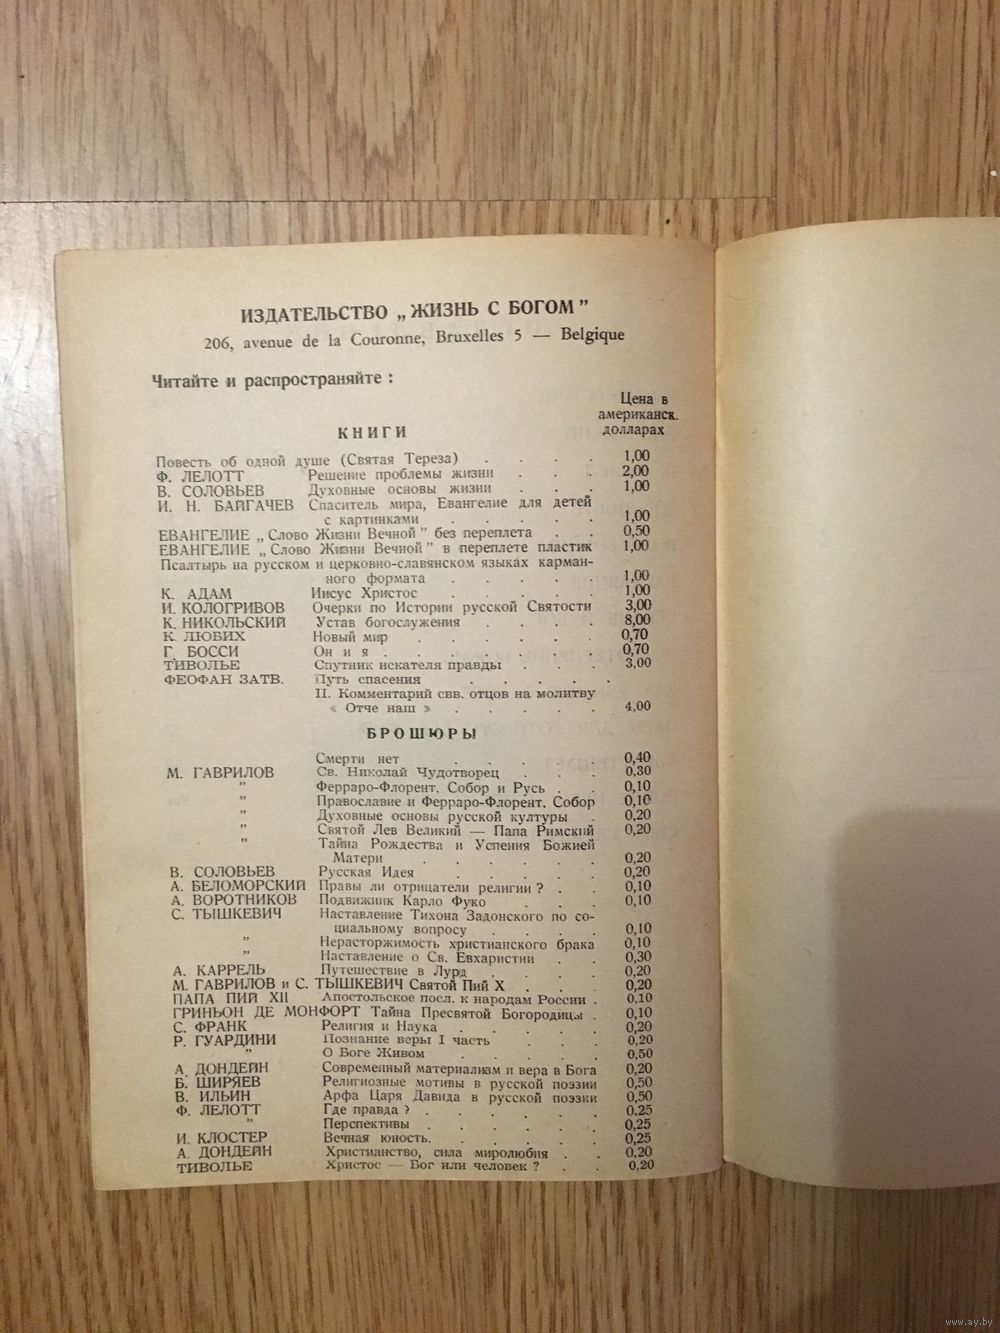 ИЗДАТЕЛЬСТВО „ ЖИЗНЬ С БОГОМ ”
206, avenue de la Couronne, Bruxelles 5 — Belgique
Читайте и распространяйте :
Цена в
американск.
долларах
КНИГИ
Повесть об одной душе (Святая Тереза) . . . . 1,00
Ф. ЛЕЛОТТ Решение проблемы жизни . . . 2,00
В. СОЛОВЬЕВ Духовные основы жизни . . . . 1,00
И. Н. БАЙГАЧЕВ Спаситель мира, Евангелие для детей
с картинками . . . . . 1,00
ЕВАНГЕЛИЕ „ Слово Жизни Вечной ” без переплета . . 0,50
ЕВАНГЕЛИЕ „ Слово Жизни Вечной ” в переплете пластик 1,00
Псалтырь на русском и церковно-славянском языках карман-
ного формата . . . . . 1,00
К. АДАМ Иисус Христос . . . . . 1,00
И. КОЛОГРИВОВ Очерки по Истории русской Святости 3,00
К. НИКОЛЬСКИЙ Устав богослужения . . . . 8,00
К. ЛЮБИХ Новый мир . . . . . . 0,70
Г. БОССИ Он и я . . . . . . . 0,70
ТИВОЛЬЕ Спутник искателя правды . . . 3,00
ФЕОФАН ЗАТВ. Путь спасения . . . . .
II. Комментарий свв. отцов на молитву
« Отче наш » . . . . . 4,00
БРОШЮРЫ
Смерти нет . . . . . 0,40
М. ГАВРИЛОВ Св. Николай Чудотворец . . . 0,30
” Ферраро-Флорент. Собор и Русь . . 0,10
” Православие и Ферраро-Флорент. Собор 0,10
” Духовные основы русской културы . 0,20
” Святой Лев Великий — Папа Римский 0,20
” Тайна Рождества и Успения Божией
Матери . . . . . . 0,20
В. СОЛОВЬЕВ Русская Идея . . . . . 0,20
А. БЕЛОМОРСКИЙ Правы ли отрицатели религии ? . . 0,10
А. ВОРОТНИКОВ Подвижник Карло Фуко . . . 0,10
С. ТЫШКЕВИЧ Наставление Тихона Задонского по со-
циальному вопросу . . . . 0,10
” Нерасторжимость христианского брака 0,10
” Наставление о Св. Евхаристии . . 0,30
А. КАРРЕЛЬ Путешествие в Лурд . . . . 0,20
М. ГАВРИЛОВ и С. ТЫШКЕВИЧ Святой Пий X . . . 0,20
ПАПА ПИЙ XII Апостольское посл. к народам России . 0,10
ГРИНЬОН ДЕ МОНФОРТ Тайна Пресвятой Богородицы . 0,10
С. ФРАНК Религия и Наука . . . . . 0,20
Р. ГУАРДИНИ Познание веры I часть . . . 0,20
” О Боге Живом . . . . . 0,50
А. ДОНДЕЙН Современный материализм и вера в Бога 0,20
Б. ШИРЯЕВ Религиозные мотивы в русской поэзии 0,50
В. ИЛЬИН Арфа Царя Давида в русской поэзии 0,50
Ф. ЛЕЛОТТ Где правда ? . . . . . . 0,25
” Перспективы . . . . . . 0,25
И. КЛОСТЕР Вечная юность. . . . . . 0,25
А. ДОНДЕЙН Христианство, сила миролюбия . . 0,20
ТИВОЛЬЕ Христос — Бог или человек ? . . 0,20
www.ay.by